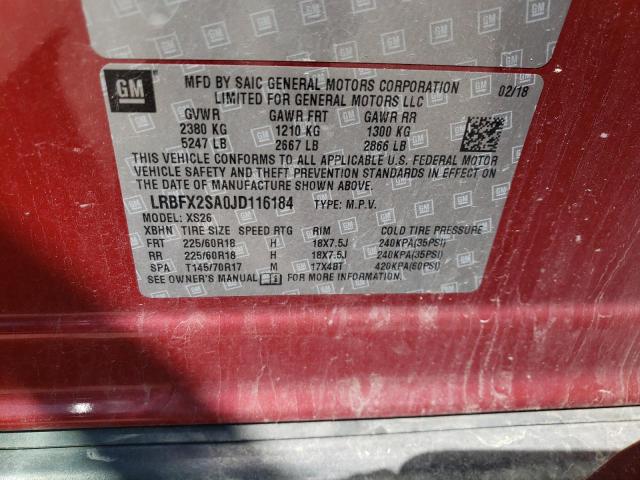 GM
MFD BY SAIC GENERAL MOTORS CORPORATION 02/18
LIMITED FOR GENERAL MOTORS LLC
GVWR GAWR FRT GAWR RR
2380 KG 1210 KG 1300 KG
5247 LB 2667 LB 2866 LB
THIS VEHICLE CONFORMS TO ALL APPLICABLE U.S. FEDERAL MOTOR
VEHICLE SAFETY AND THEFT PREVENTION STANDARDS IN EFFECT ON
THE DATE OF MANUFACTURE SHOWN ABOVE.
LRBFX2SA0JD116184 TYPE: M.P.V.
MODEL: XS26
XBHN TIRE SIZE SPEED RTG RIM COLD TIRE PRESSURE
FRT 225/60R18 H 18X7.5J 240KPA(35PSI)
RR 225/60R18 H 18X7.5J 240KPA(35PSI)
SPA T145/70R17 M 17X4BT 420KPA(60PSI)
SEE OWNER'S MANUAL FOR MORE INFORMATION.